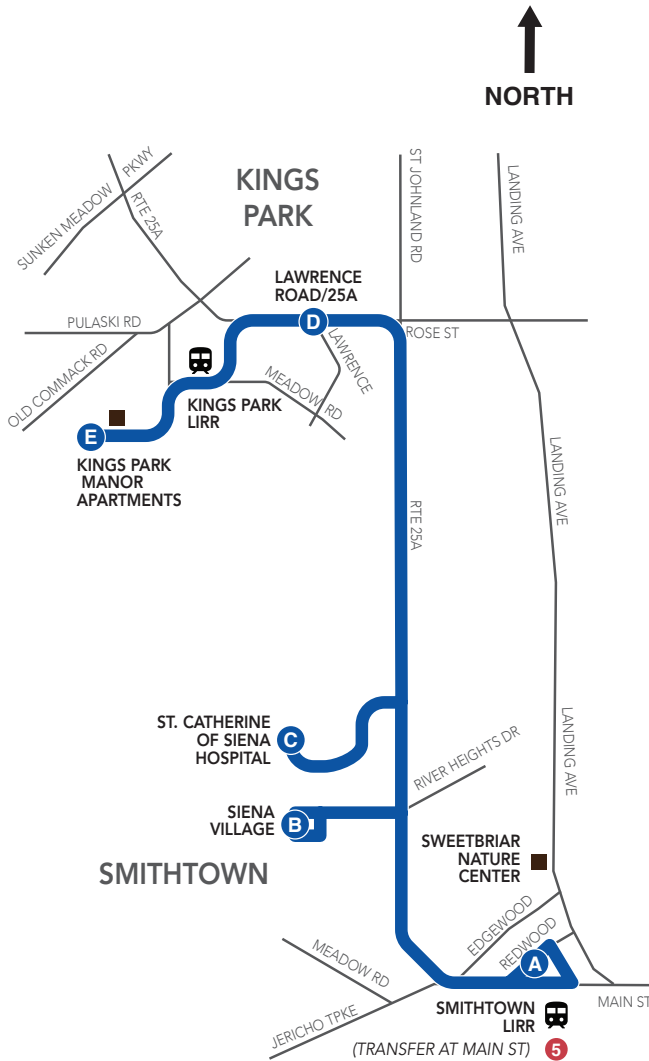 NORTH
KINGS
PARK
SUNKEN MEADOW PKWY
RTE 25A
ST JOHNLAND RD
LANDING AVE
LAWRENCE
ROAD/25A
D
PULASKI RD
ROSE ST
OLD COMMACK RD
LAWRENCE
MEADOW RD
KINGS PARK
LIRR
E
KINGS PARK
MANOR
APARTMENTS
LANDING AVE
RTE 25A
ST. CATHERINE
OF SIENA
HOSPITAL
C
LANDING AVE
RIVER HEIGHTS DR
SIENA
VILLAGE
B
SWEETBRIAR
NATURE
CENTER
SMITHTOWN
EDGEWOOD
REDWOOD
A
MEADOW RD
JERICHO TPKE
MAIN ST
SMITHTOWN
LIRR
(TRANSFER AT MAIN ST) 5